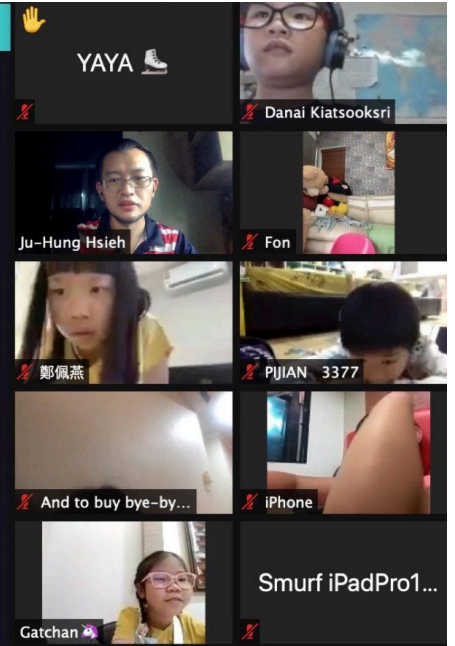 YAYA ⛸️
Danai Kiatsooksri
Ju-Hung Hsieh
Fon
鄭佩燕
PIJIAN 3377
And to buy bye-by...
iPhone
Gatchan🦄
Smurf iPadPro1...